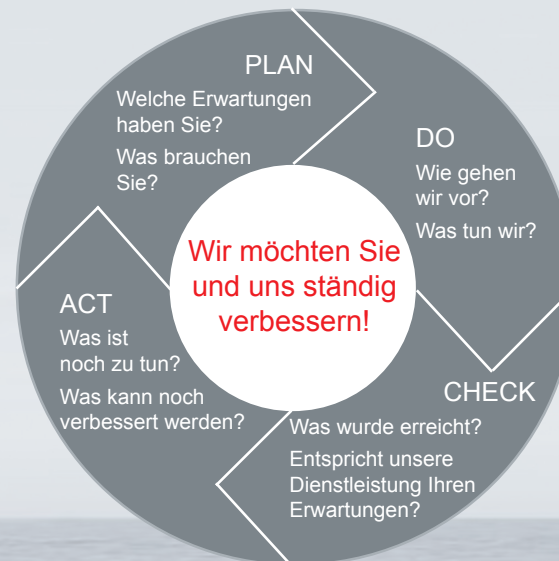 PLAN
Welche Erwartungen
haben Sie?
Was brauchen
Sie?
DO
Wie gehen
wir vor?
Was tun wir?
Wir möchten Sie
und uns ständig
verbessern!
CHECK
Was wurde erreicht?
Entspricht unsere
Dienstleistung Ihren
Erwartungen?
ACT
Was ist
noch zu tun?
Was kann noch
verbessert werden?